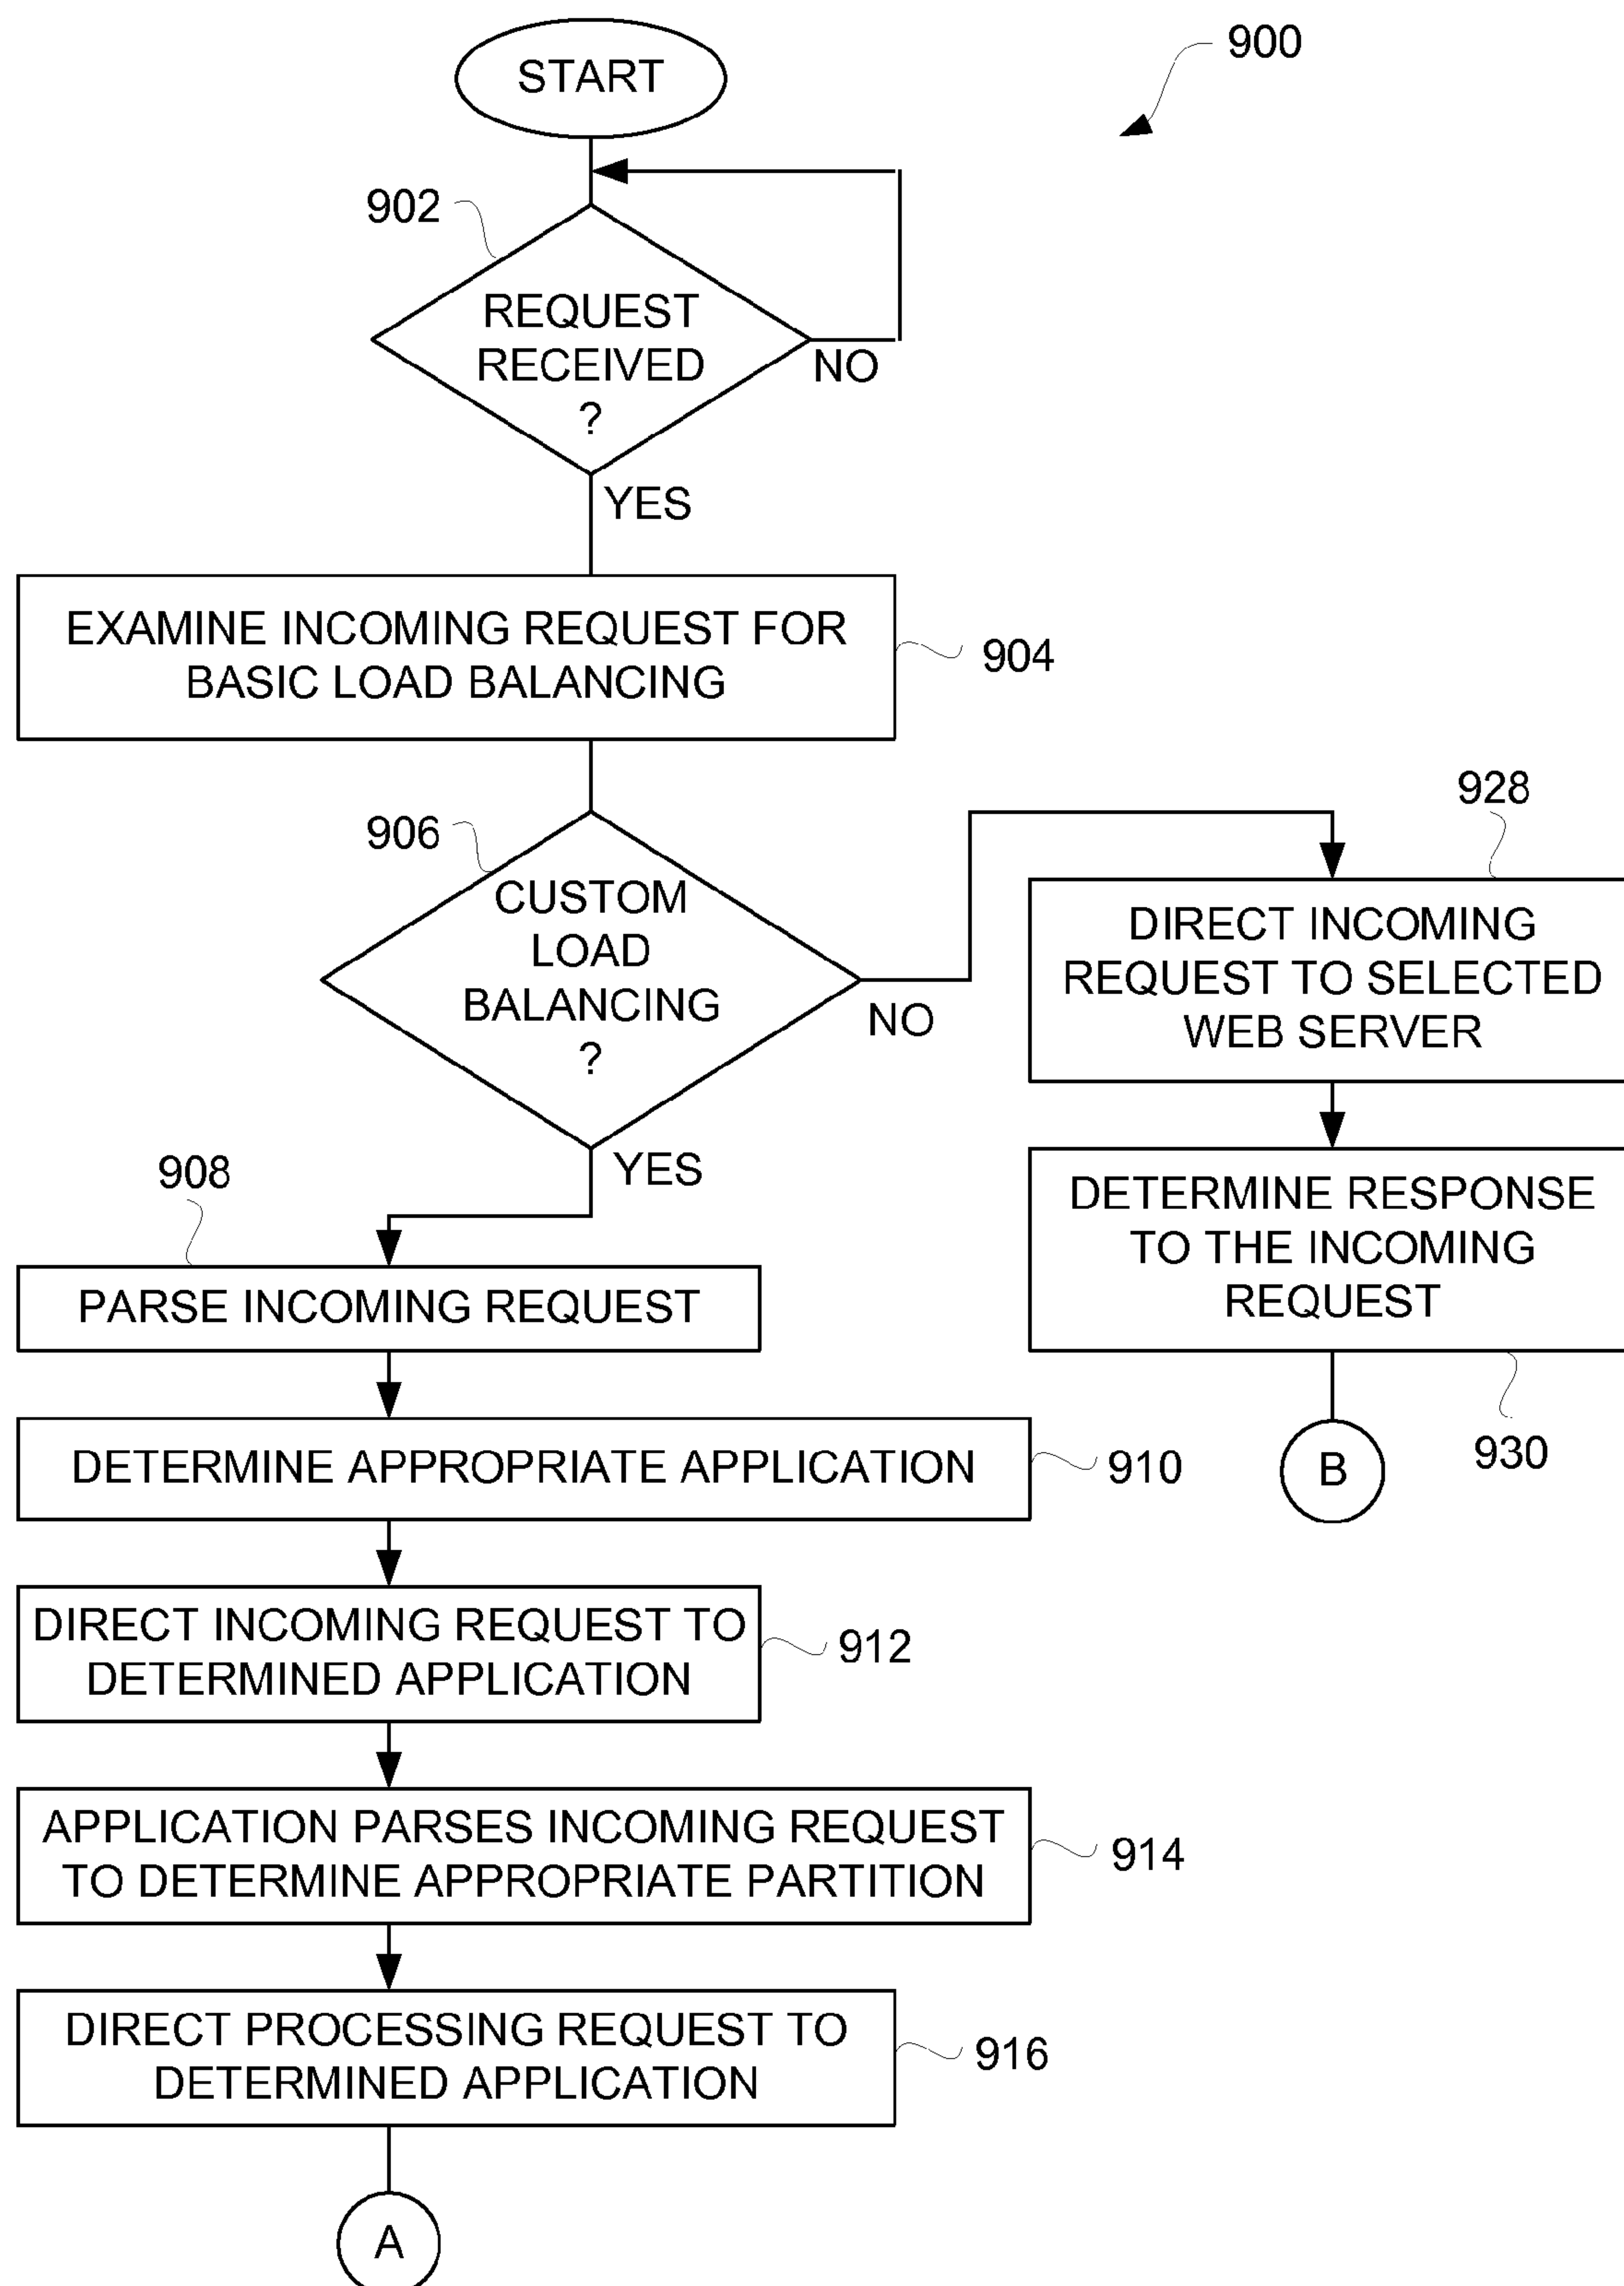 START
900
902
REQUEST
RECEIVED
?
NO
YES
EXAMINE INCOMING REQUEST FOR
BASIC LOAD BALANCING
904
906
CUSTOM
LOAD
BALANCING
?
NO
YES
928
DIRECT INCOMING
REQUEST TO SELECTED
WEB SERVER
DETERMINE RESPONSE
TO THE INCOMING
REQUEST
930
B
908
PARSE INCOMING REQUEST
DETERMINE APPROPRIATE APPLICATION
910
DIRECT INCOMING REQUEST TO
DETERMINED APPLICATION
912
APPLICATION PARSES INCOMING REQUEST
TO DETERMINE APPROPRIATE PARTITION
914
DIRECT PROCESSING REQUEST TO
DETERMINED APPLICATION
916
A